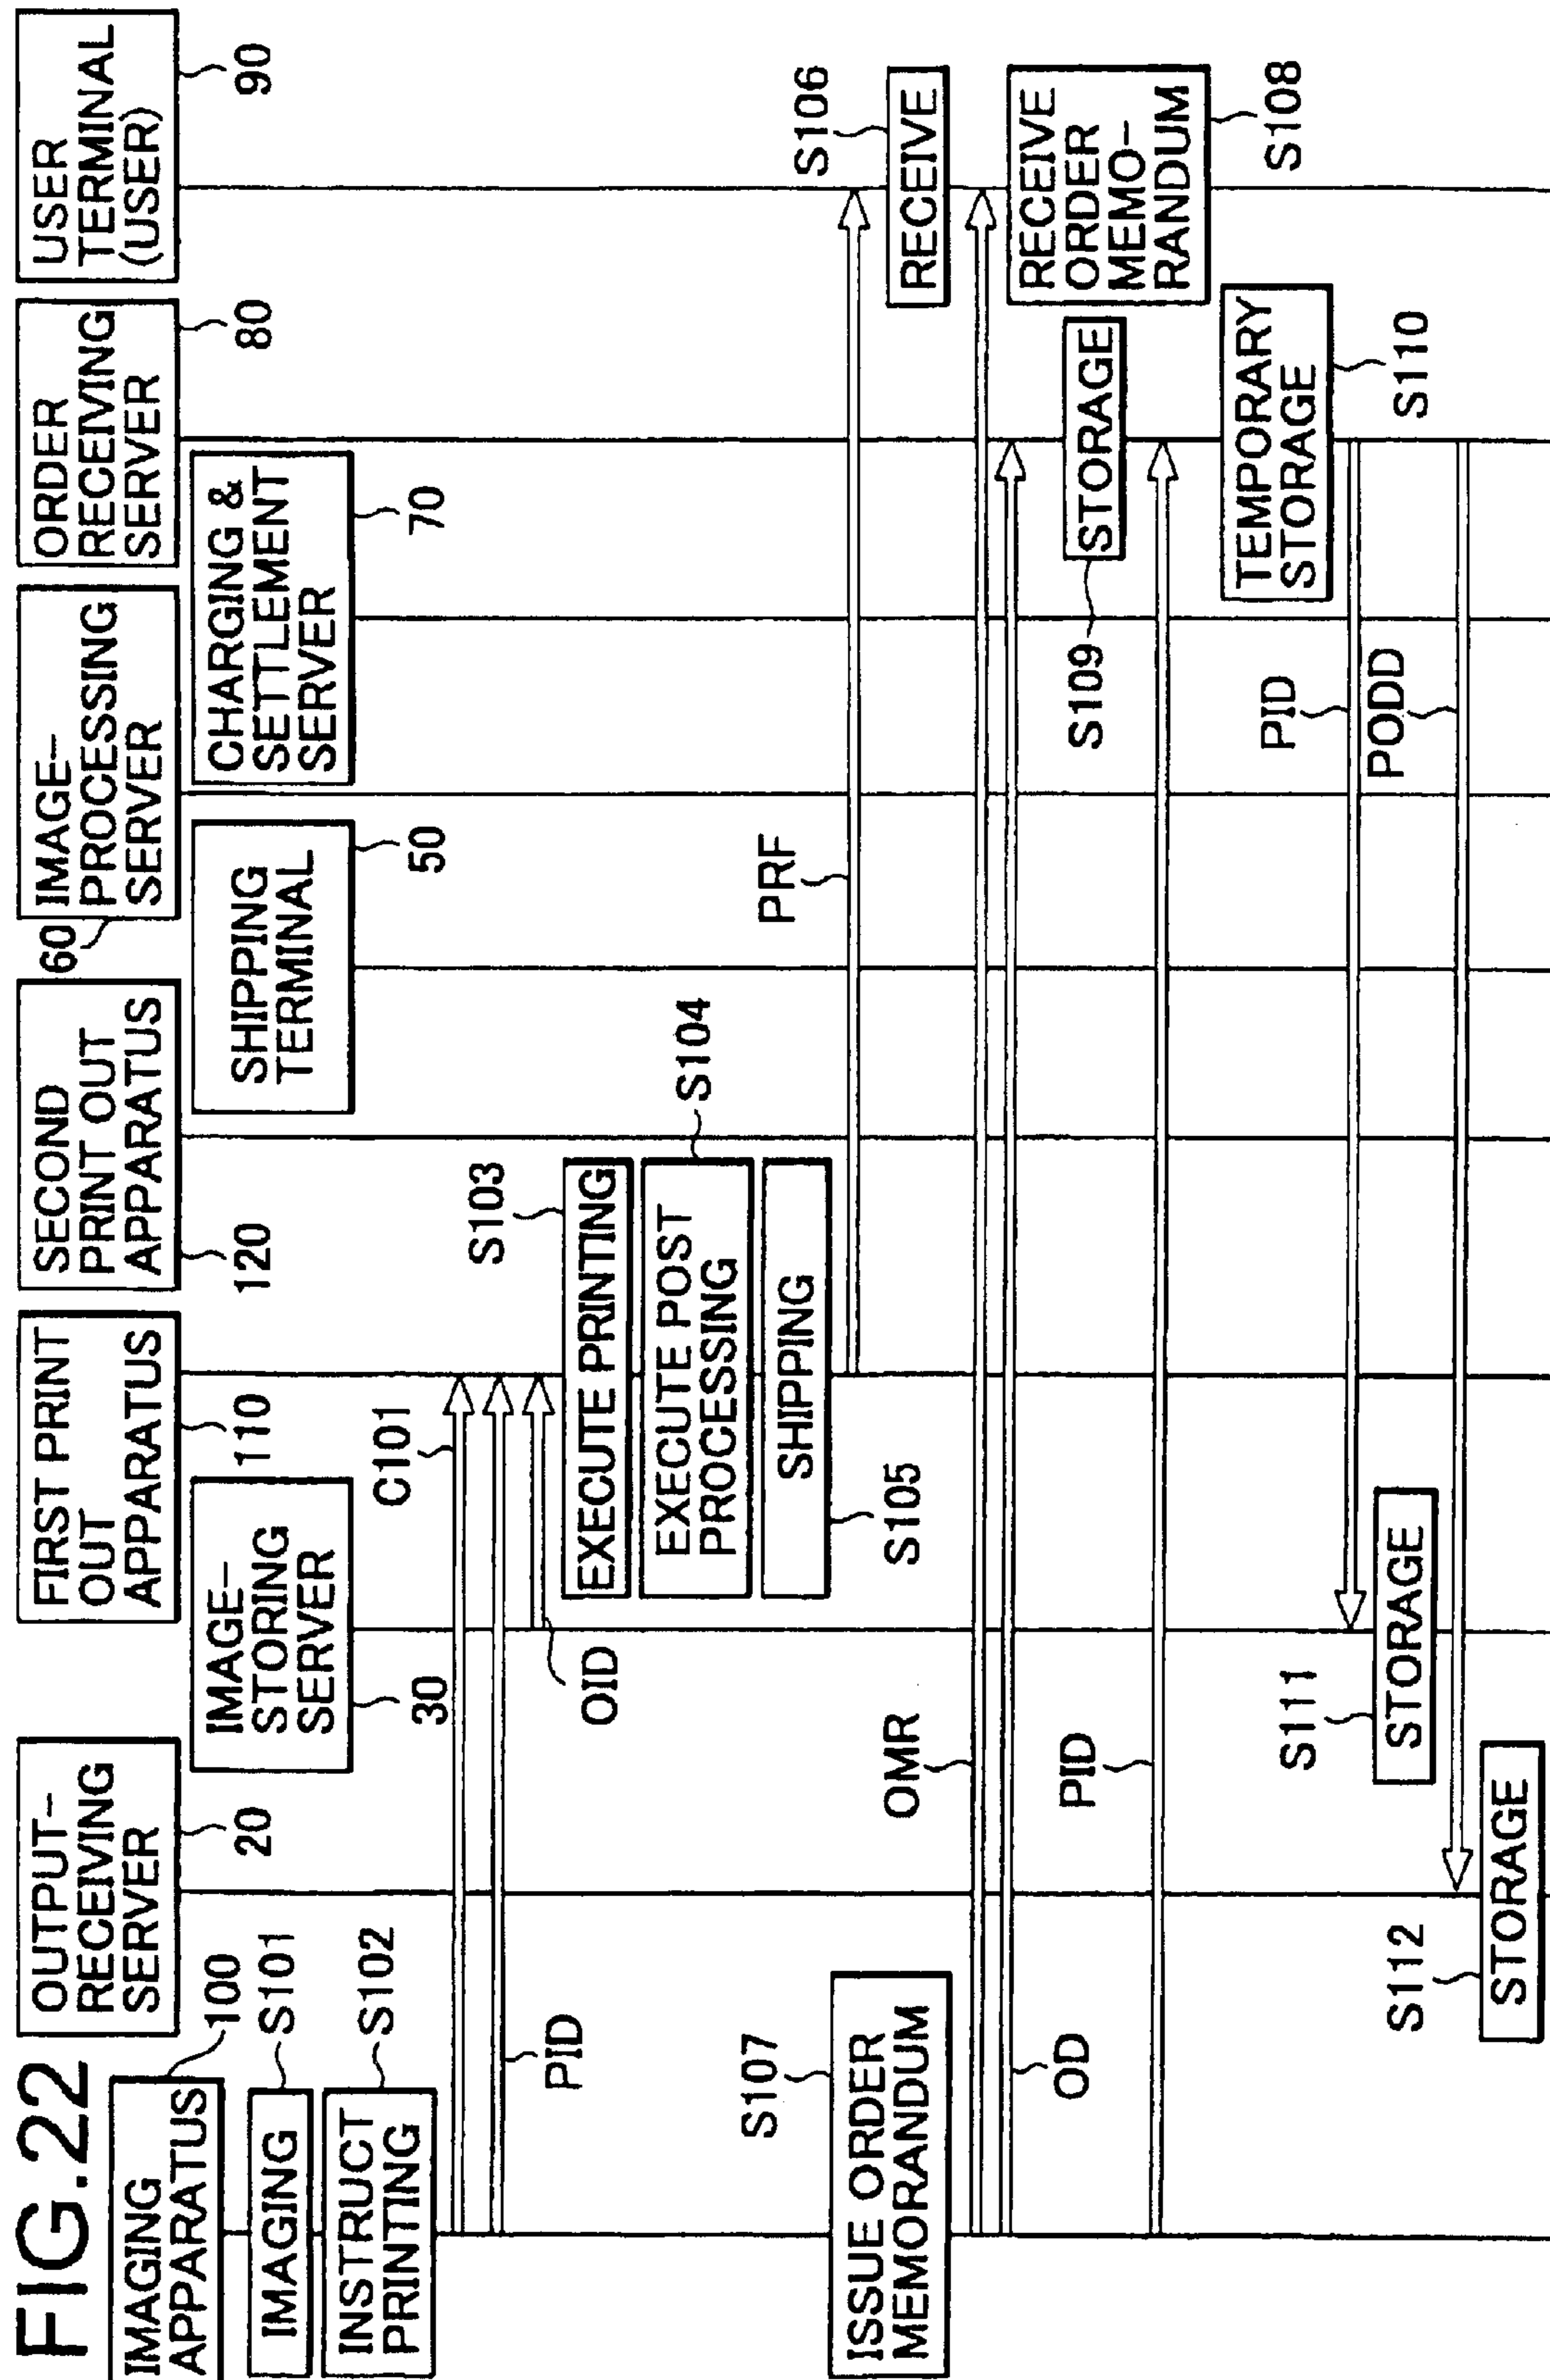 FIG.22
IMAGING
APPARATUS
100
OUTPUT–
RECEIVING
SERVER
20
IMAGE–
STORING
SERVER
30
FIRST PRINT
OUT
APPARATUS
110
SECOND
PRINT OUT
APPARATUS
120
SHIPPING
TERMINAL
50
IMAGE–
PROCESSING
SERVER
60
CHARGING &
SETTLEMENT
SERVER
70
ORDER
RECEIVING
SERVER
80
USER
TERMINAL
(USER)
90
IMAGING
S101
INSTRUCT
PRINTING
S102
C101
PID
OID
S103
EXECUTE PRINTING
EXECUTE POST
PROCESSING
S104
SHIPPING
S105
PRF
S106
RECEIVE
S107
ISSUE ORDER
MEMORANDUM
OMR
OD
RECEIVE
ORDER
MEMO–
RANDUM
S108
S109
STORAGE
PID
TEMPORARY
STORAGE
S110
PID
S111
STORAGE
PODD
S112
STORAGE